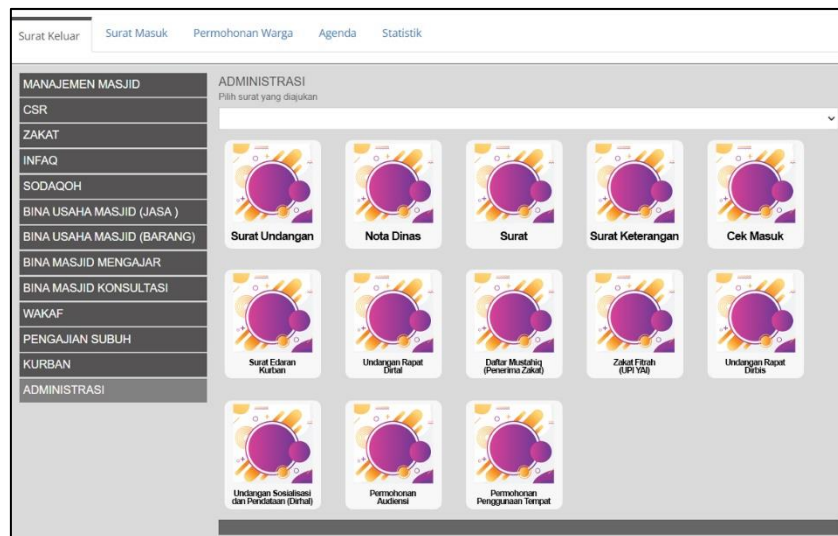 Surat Keluar
Surat Masuk
Permohonan Warga
Agenda
Statistik
MANAJEMEN MASJID
CSR
ZAKAT
INFAQ
SODAQOH
BINA USAHA MASJID (JASA )
BINA USAHA MASJID (BARANG)
BINA MASJID MENGAJAR
BINA MASJID KONSULTASI
WAKAF
PENGAJIAN SUBUH
KURBAN
ADMINISTRASI
ADMINISTRASI
Pilih surat yang diajukan
Surat Undangan
Nota Dinas
Surat
Surat Keterangan
Cek Masuk
Surat Edaran
Kurban
Undangan Rapat
Dirtal
Daftar Mustahiq
(Penerima Zakat)
Zakat Fitrah
(UPI YAI)
Undangan Rapat
Dirbis
Undangan Sosialisasi
dan Pendataan (Dirhal)
Permohonan
Audiensi
Permohonan
Penggunaan Tempat